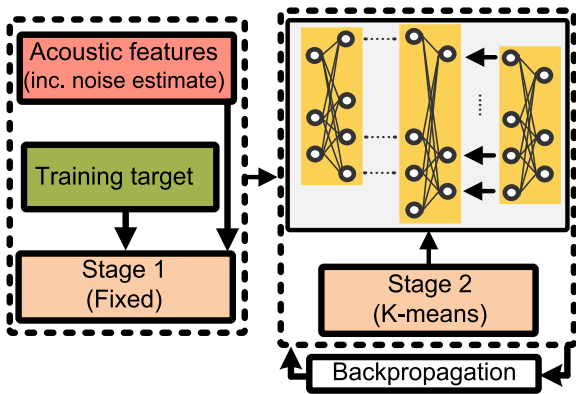 Acoustic features
(inc. noise estimate)
Training target
Stage 1
(Fixed)
Stage 2
(K-means)
Backpropagation